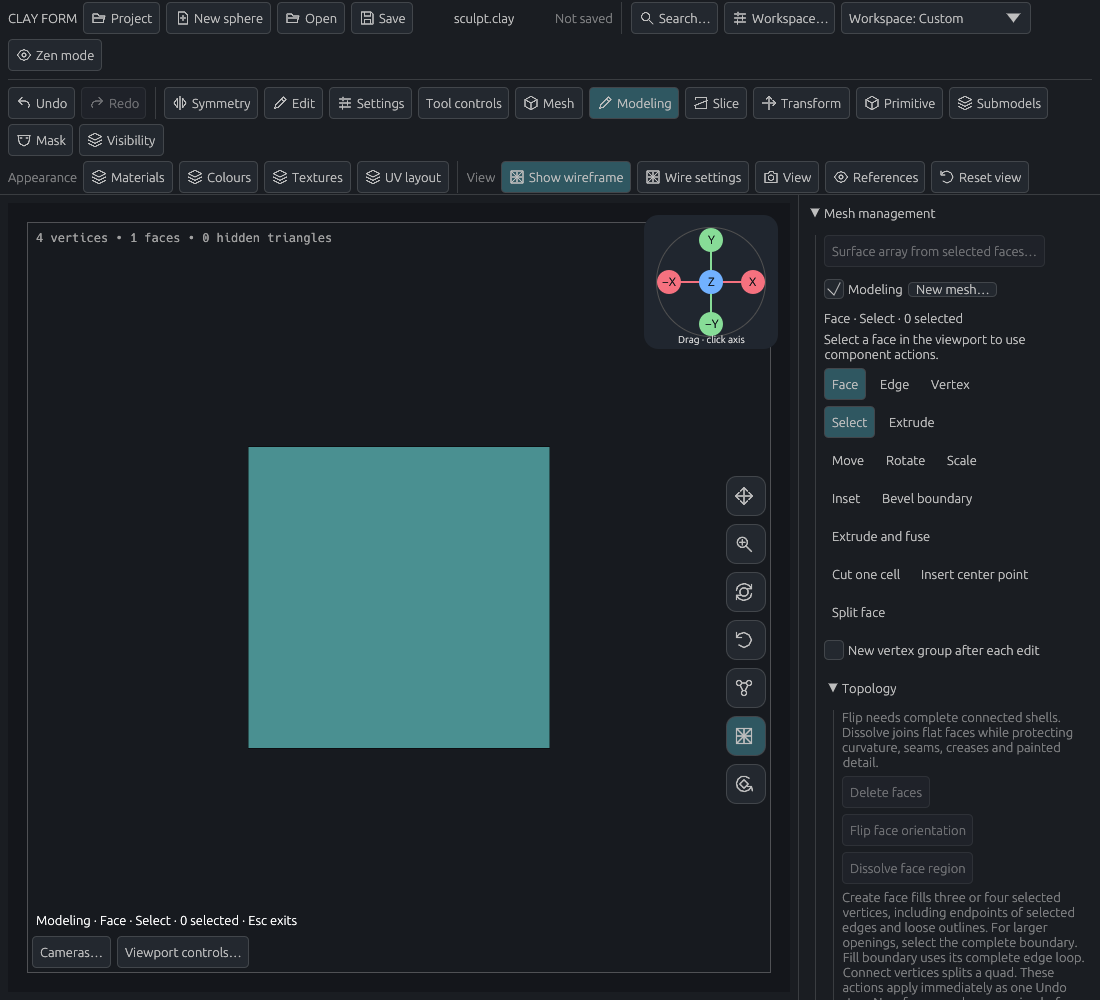 CLAY FORM Project New sphere Open Save sculpt.clay Not saved Search... Workspace... Workspace: Custom
Zen mode
Undo Redo Symmetry Edit Settings Tool controls Mesh Modeling Slice Transform Primitive Submodels
Mask Visibility
Appearance Materials Colours Textures UV layout View Show wireframe Wire settings View References Reset view
4 vertices • 1 faces • 0 hidden triangles
Y
−X Z X
−Y
Drag · click axis
Modeling · Face · Select · 0 selected · Esc exits
Cameras... Viewport controls...
Mesh management
Surface array from selected faces...
Modeling New mesh...
Face · Select · 0 selected
Select a face in the viewport to use
component actions.
Face Edge Vertex
Select Extrude
Move Rotate Scale
Inset Bevel boundary
Extrude and fuse
Cut one cell Insert center point
Split face
New vertex group after each edit
Topology
Flip needs complete connected shells.
Dissolve joins flat faces while protecting
curvature, seams, creases and painted
detail.
Delete faces
Flip face orientation
Dissolve face region
Create face fills three or four selected
vertices, including endpoints of selected
edges and loose outlines. For larger
openings, select the complete boundary.
Fill boundary uses its complete edge loop.
Connect vertices splits a quad. These
actions apply immediately as one Undo